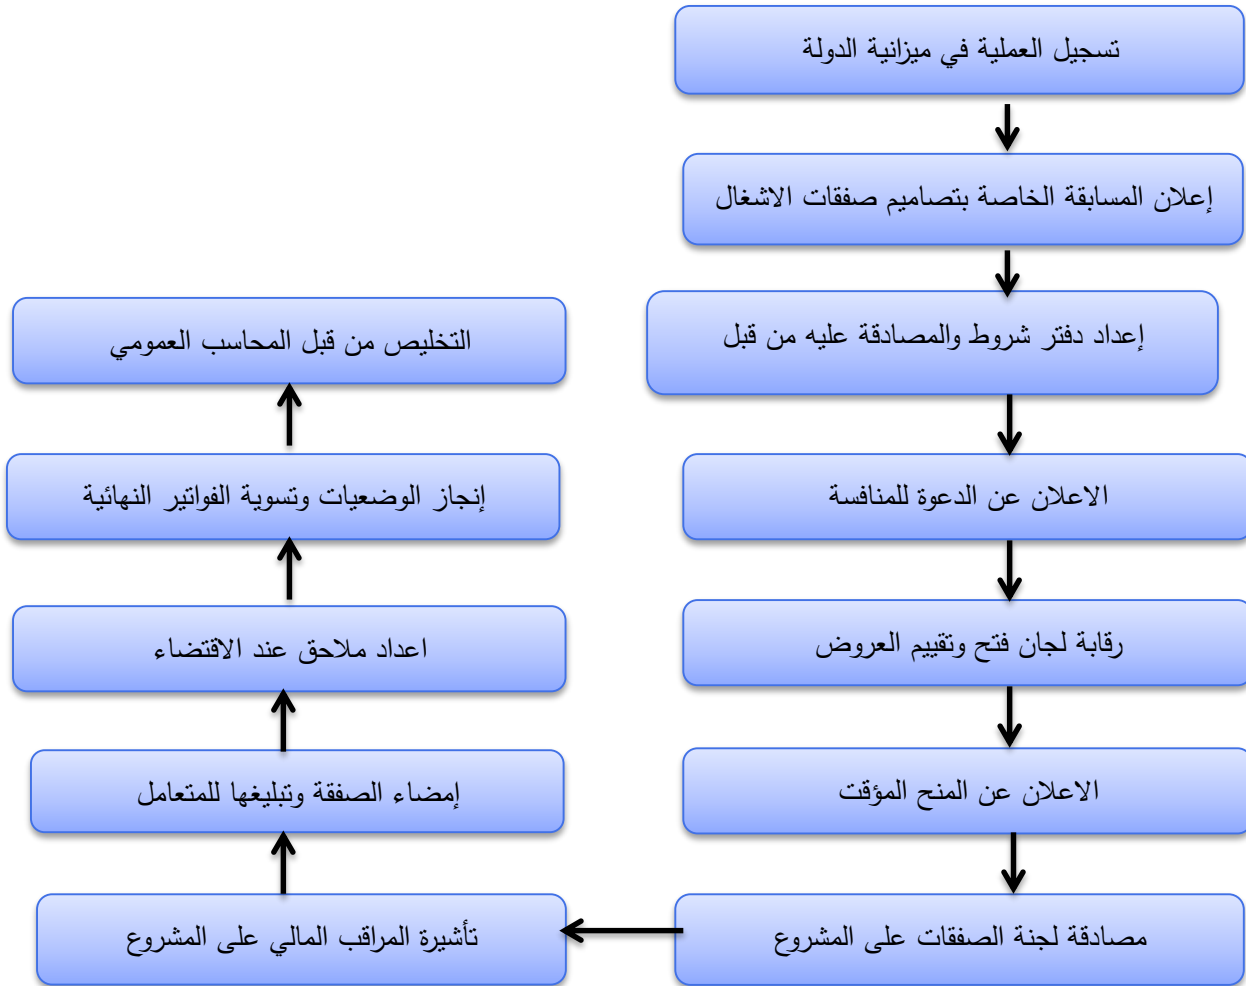 تسجيل العملية في ميزانية الدولة
إعلان المسابقة الخاصة بتصاميم صفقات الاشغال
إعداد دفتر شروط والمصادقة عليه من قبل
الاعلان عن الدعوة للمنافسة
رقابة لجان فتح وتقييم العروض
الاعلان عن المنح المؤقت
مصادقة لجنة الصفقات على المشروع
تأشيرة المراقب المالي على المشروع
إمضاء الصفقة وتبليغها للمتعامل
اعداد ملاحق عند الاقتضاء
إنجاز الوضعيات وتسوية الفواتير النهائية
التخليص من قبل المحاسب العمومي